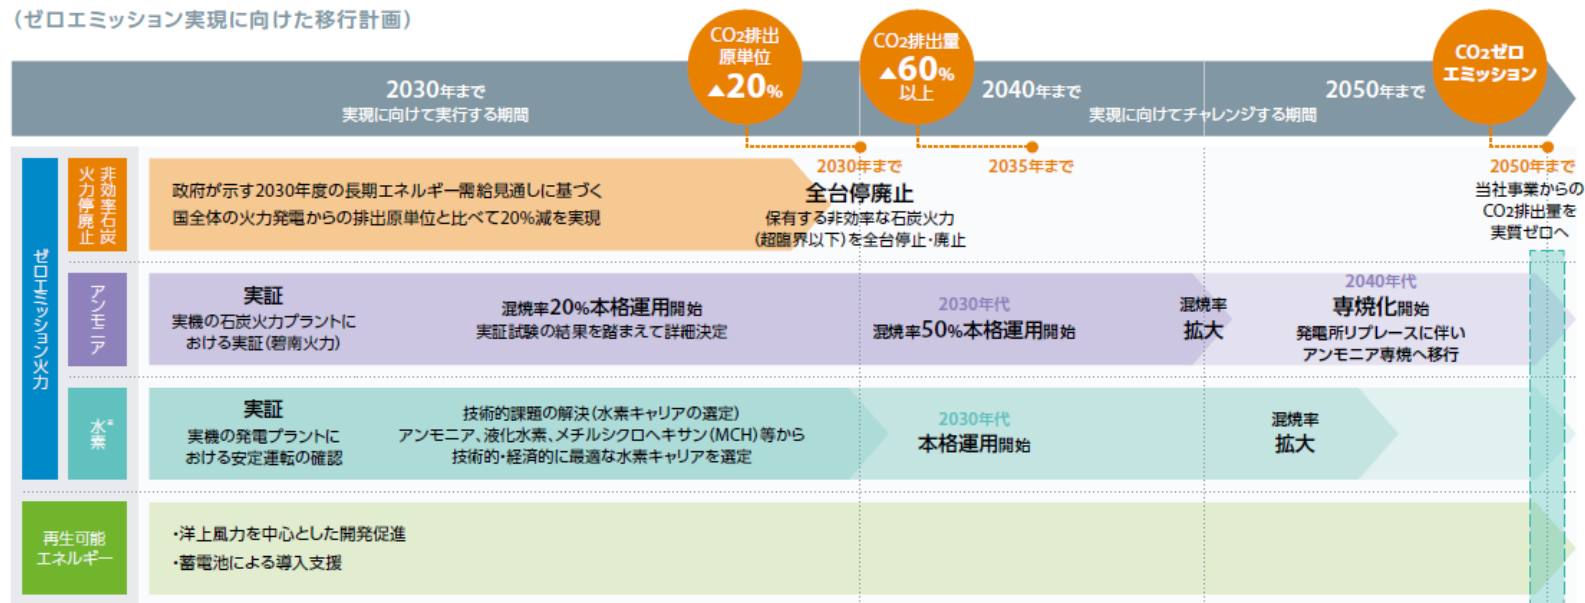 （ゼロエミッション実現に向けた移行計画）
CO2排出
原単位
▲20%
CO2排出量
▲60%
以上
CO2ゼロ
エミッション
2030年まで
実現に向けて実行する期間
2040年まで
2050年まで
実現に向けてチャレンジする期間
ゼロエミッション火力
非効率石炭
火力停廃止
政府が示す2030年度の長期エネルギー需給見通しに基づく
国全体の火力発電からの排出原単位と比べて20%減を実現
2030年まで
全台停廃止
保有する非効率な石炭火力
(超臨界以下)を全台停止・廃止
2035年まで
2050年まで
当社事業からの
CO2排出量を
実質ゼロへ
アンモニア
実証
実機の石炭火力プラントに
おける実証(碧南火力)
混焼率20%本格運用開始
実証試験の結果を踏まえて詳細決定
2030年代
混焼率50%本格運用開始
混焼率
拡大
2040年代
専焼化開始
発電所リプレースに伴い
アンモニア専焼へ移行
水素※
実証
実機の発電プラントに
おける安定運転の確認
技術的課題の解決(水素キャリアの選定)
アンモニア、液化水素、メチルシクロヘキサン(MCH)等から
技術的・経済的に最適な水素キャリアを選定
2030年代
本格運用開始
混焼率
拡大
再生可能
エネルギー
・洋上風力を中心とした開発促進
・蓄電池による導入支援